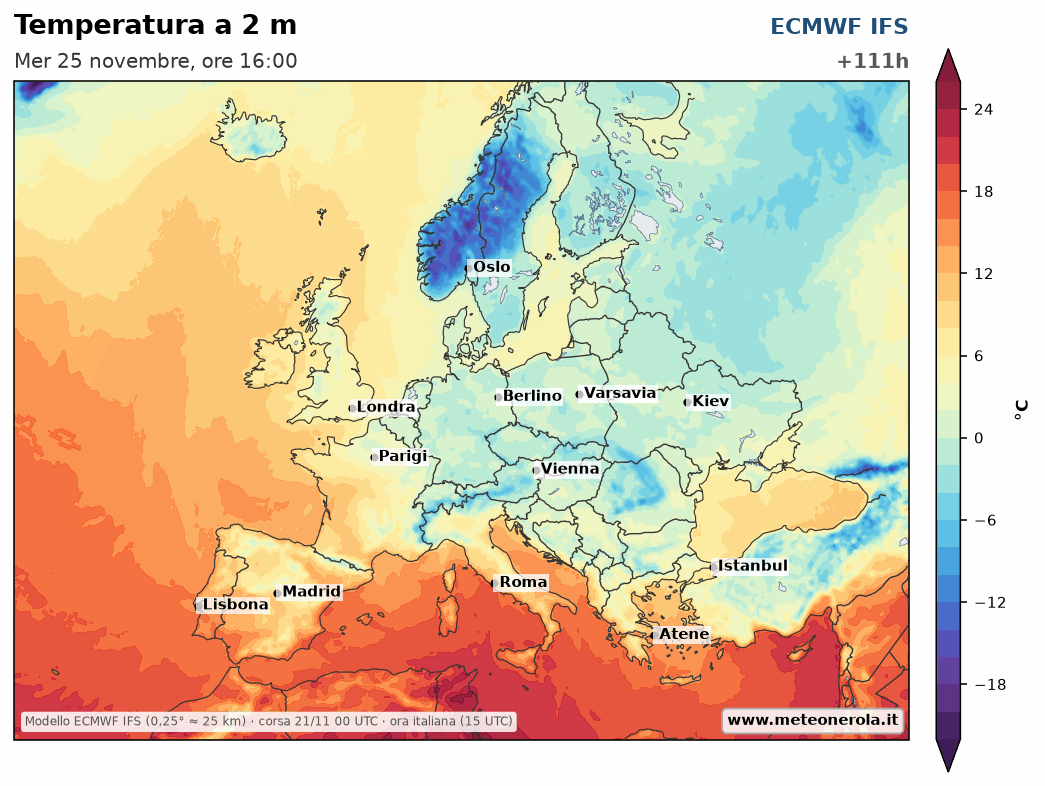 Temperatura a 2 m
ECMWF IFS
Mer 25 novembre, ore 16:00
+111h
24
18
12
6
0
−6
−12
−18
°C
Oslo
Londra
Berlino
Varsavia
Kiev
Parigi
Vienna
Istanbul
Roma
Madrid
Lisbona
Atene
Modello ECMWF IFS (0,25° ≈ 25 km) · corsa 21/11 00 UTC · ora italiana (15 UTC)
www.meteonerola.it